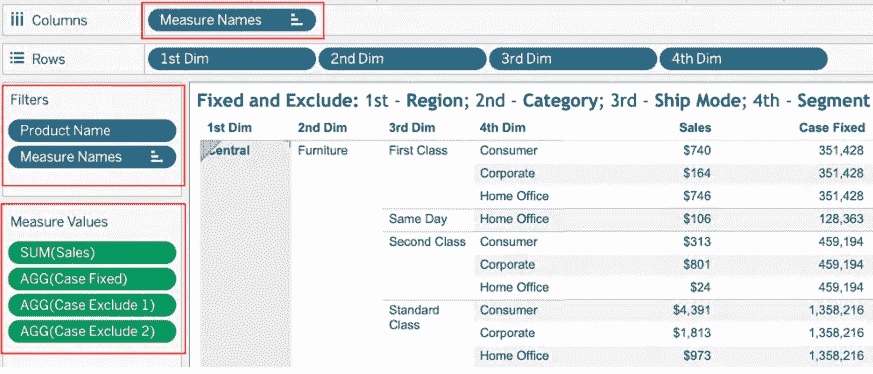 Columns Measure Names
Rows 1st Dim 2nd Dim 3rd Dim 4th Dim
Filters
Product Name
Measure Names
Measure Values
SUM(Sales)
AGG(Case Fixed)
AGG(Case Exclude 1)
AGG(Case Exclude 2)
Fixed and Exclude: 1st - Region; 2nd - Category; 3rd - Ship Mode; 4th - Segment
1st Dim 2nd Dim 3rd Dim 4th Dim Sales Case Fixed
Central Furniture First Class Consumer $740 351,428
Corporate $164 351,428
Home Office $746 351,428
Same Day Home Office $106 128,363
Second Class Consumer $313 459,194
Corporate $801 459,194
Home Office $24 459,194
Standard Consumer $4,391 1,358,216
Class Corporate $1,813 1,358,216
Home Office $973 1,358,216